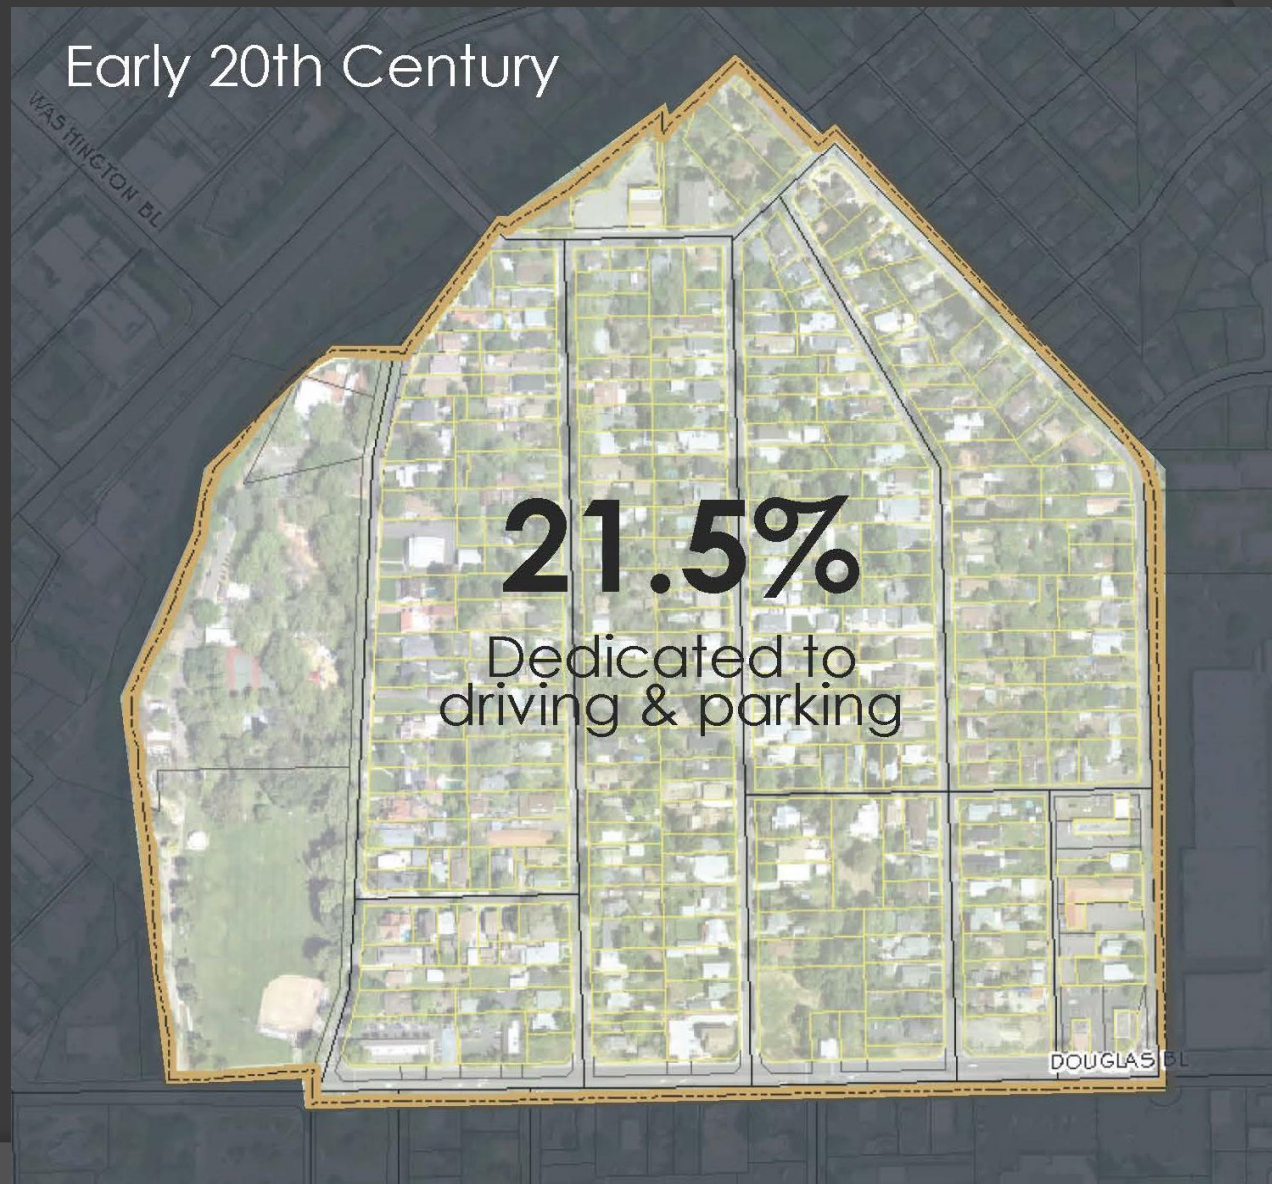 Early 20th Century
WASHINGTON BL
21.5%
Dedicated to
driving & parking
DOUGLAS BL